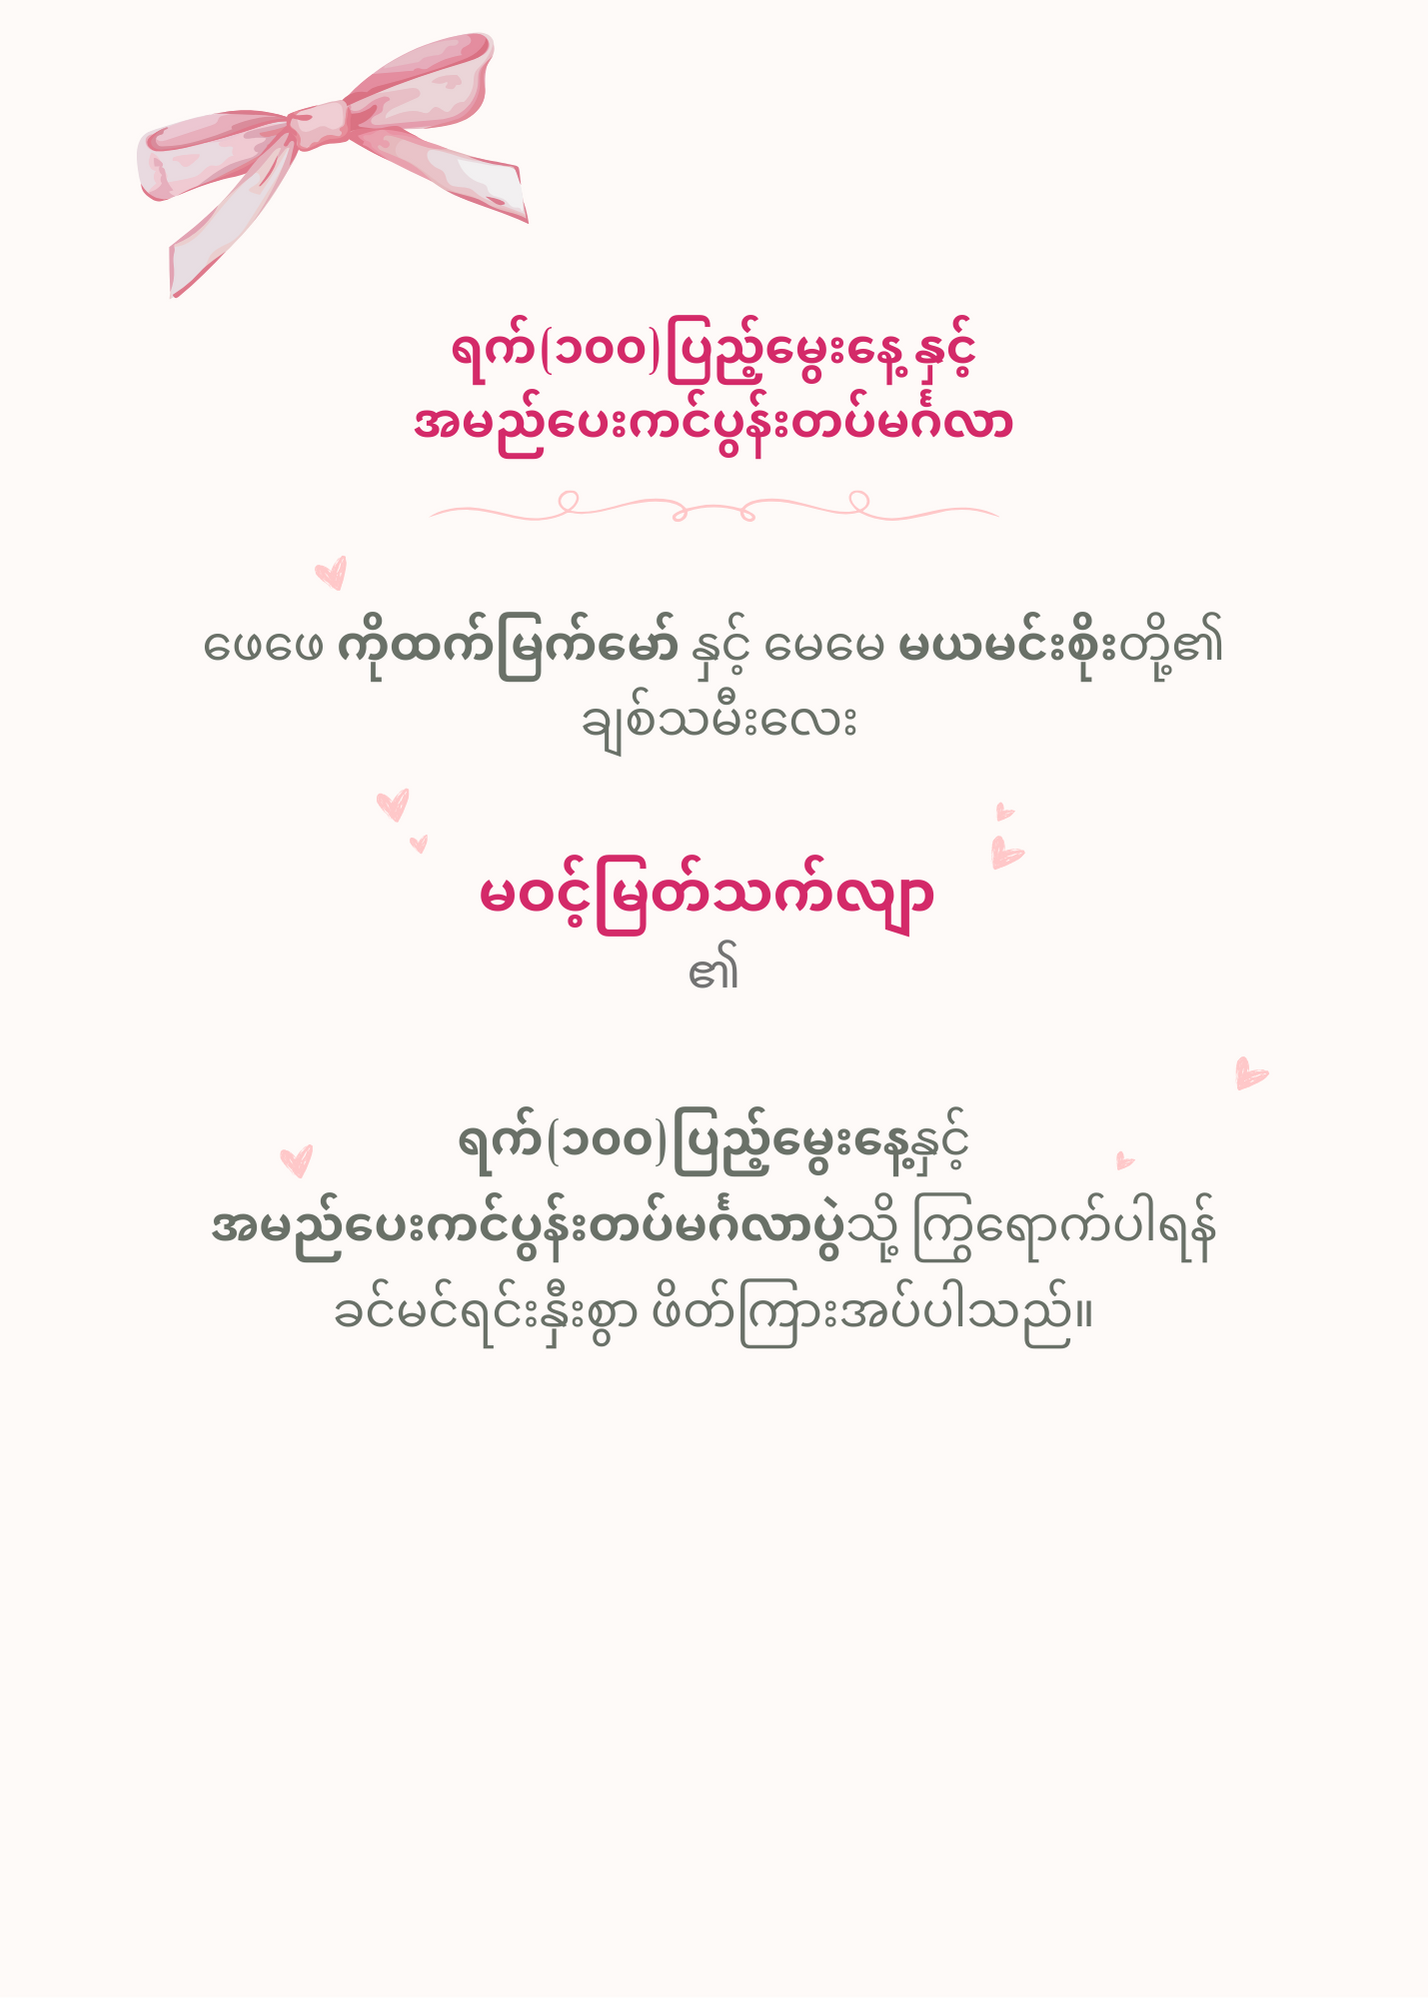 ရက်(၁၀၀)ပြည့်မွေးနေ့ နှင့်
အမည်ပေးကင်ပွန်းတပ်မင်္ဂလာ
ဖေဖေ ကိုထက်မြက်မော် နှင့် မေမေ မယမင်းစိုးတို့၏
ချစ်သမီးလေး
မဝင့်မြတ်သက်လျာ
၏
ရက်(၁၀၀)ပြည့်မွေးနေ့နှင့်
အမည်ပေးကင်ပွန်းတပ်မင်္ဂလာပွဲသို့ ကြွရောက်ပါရန်
ခင်မင်ရင်းနှီးစွာ ဖိတ်ကြားအပ်ပါသည်။